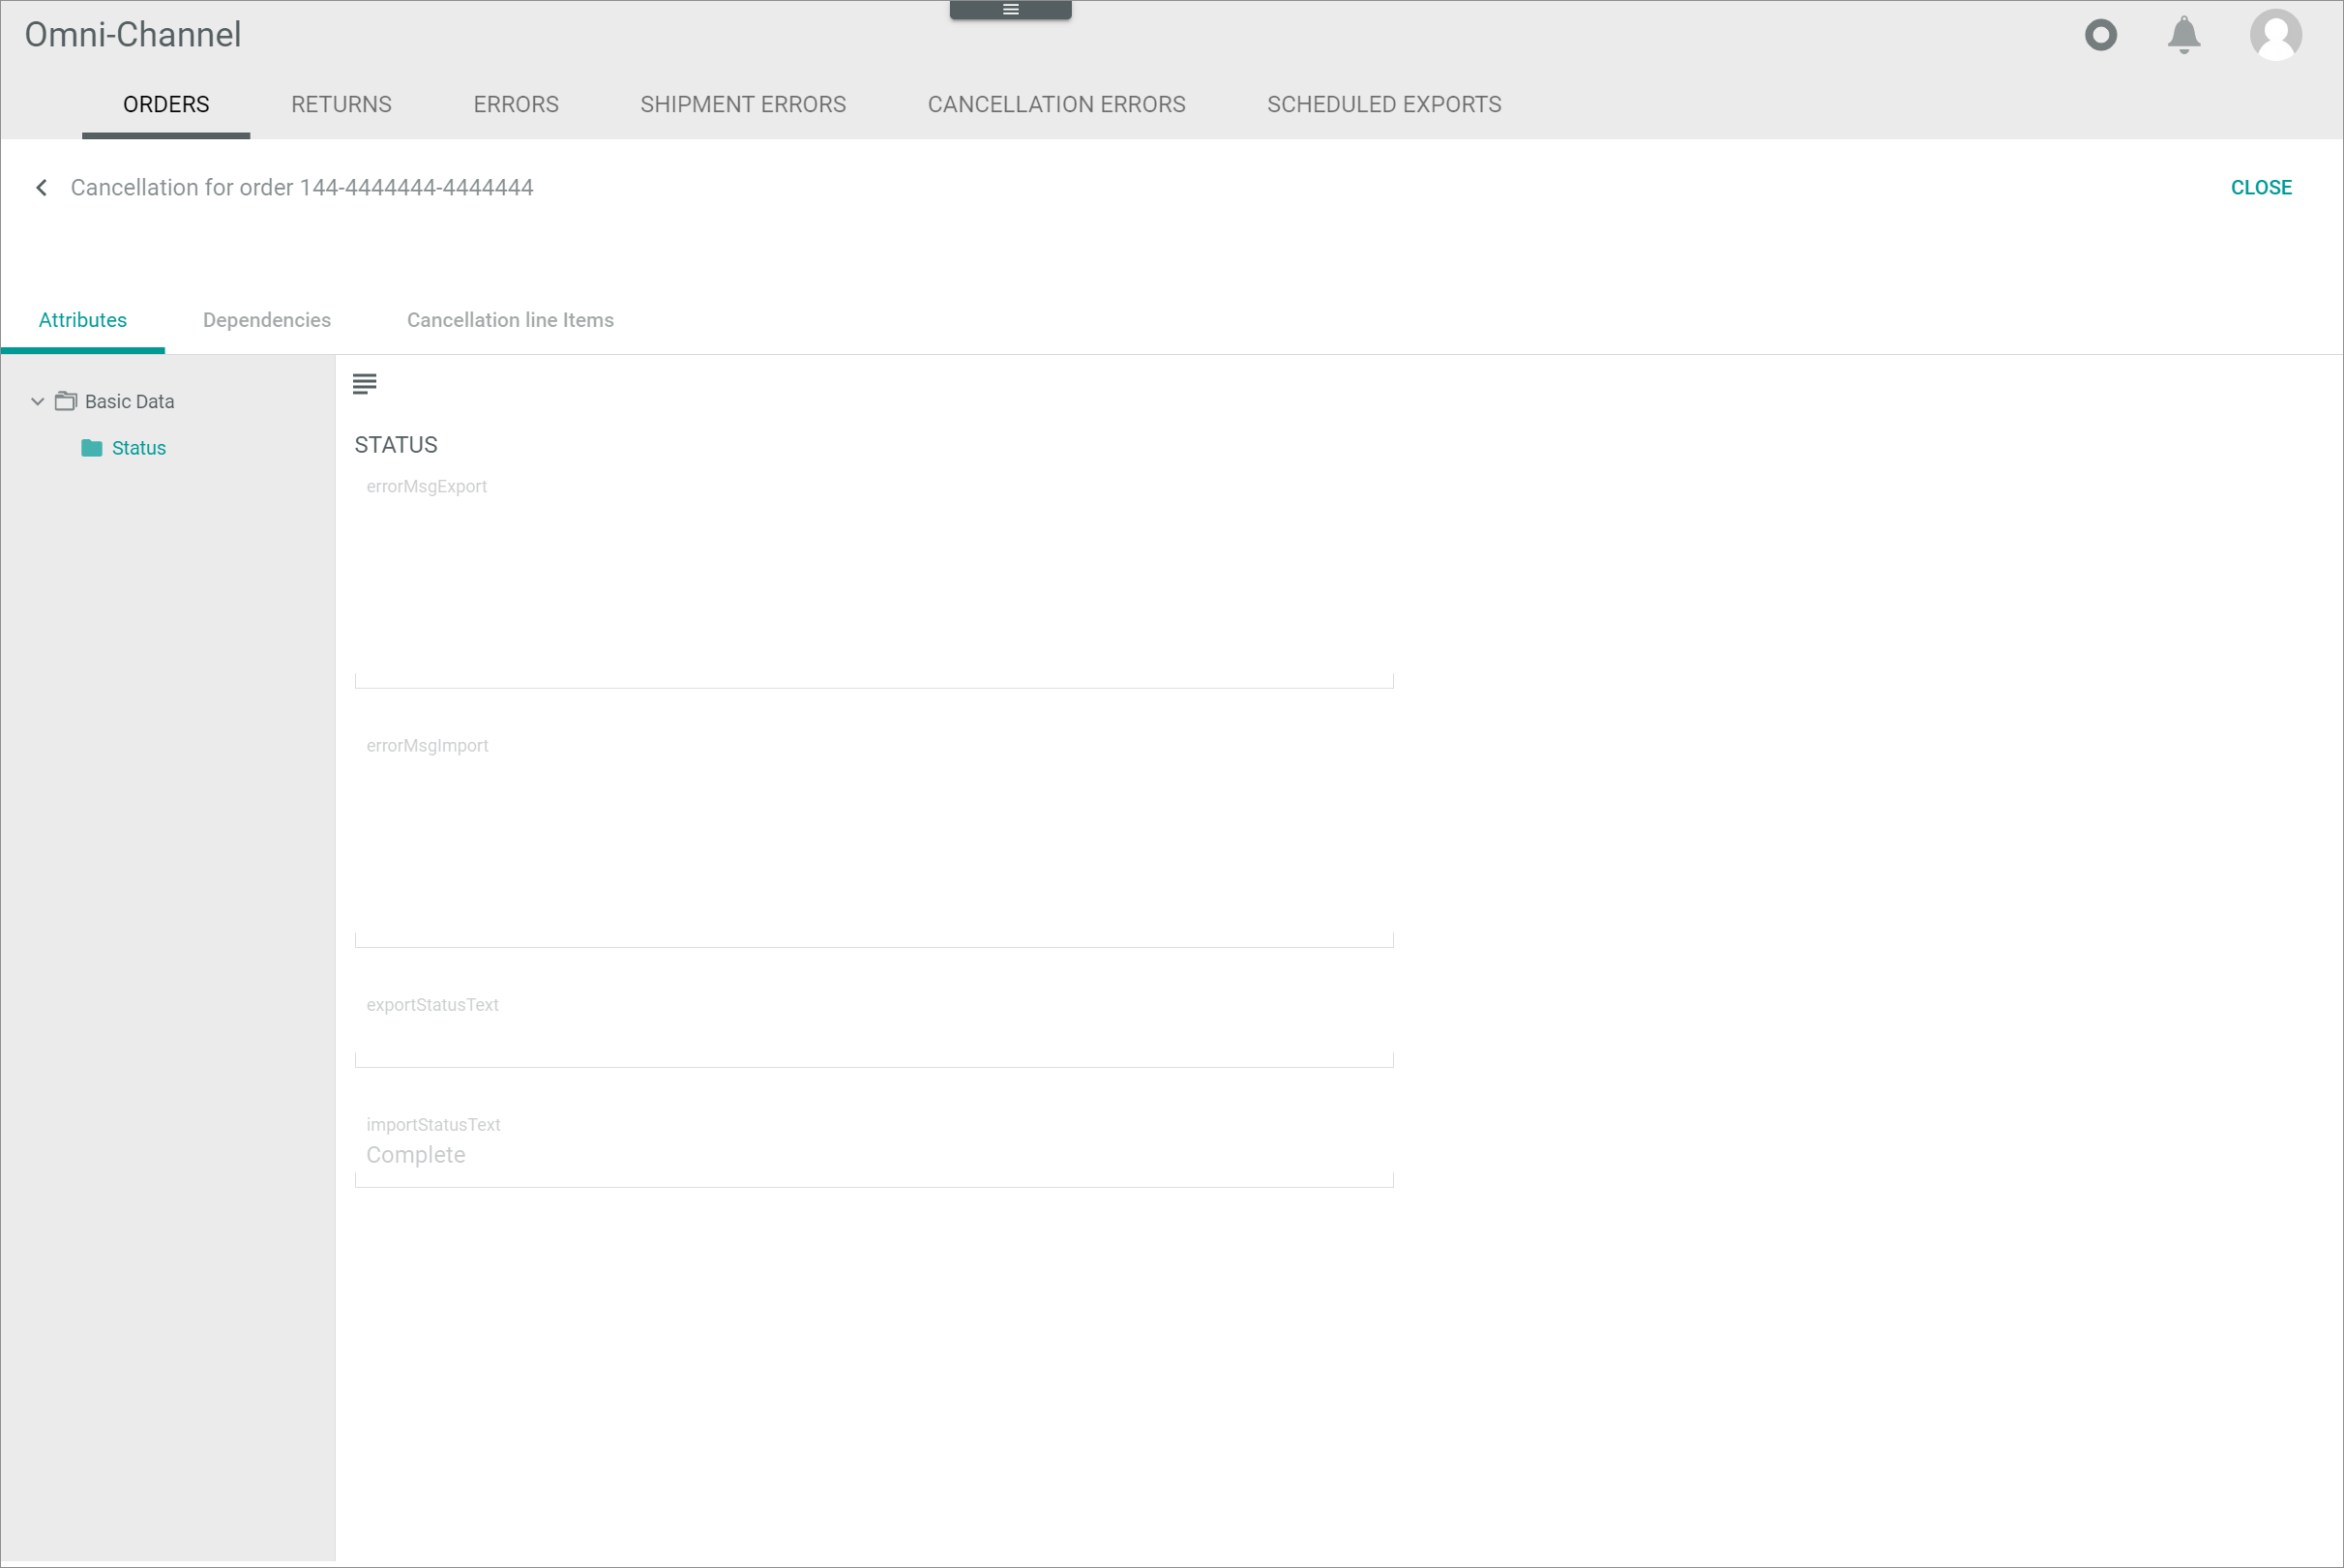 Omni-Channel
ORDERS RETURNS ERRORS SHIPMENT ERRORS CANCELLATION ERRORS SCHEDULED EXPORTS
Cancellation for order 144-4444444-4444444 CLOSE
Attributes Dependencies Cancellation line Items
Basic Data
Status
STATUS
errorMsgExport
errorMsgImport
exportStatusText
importStatusText
Complete